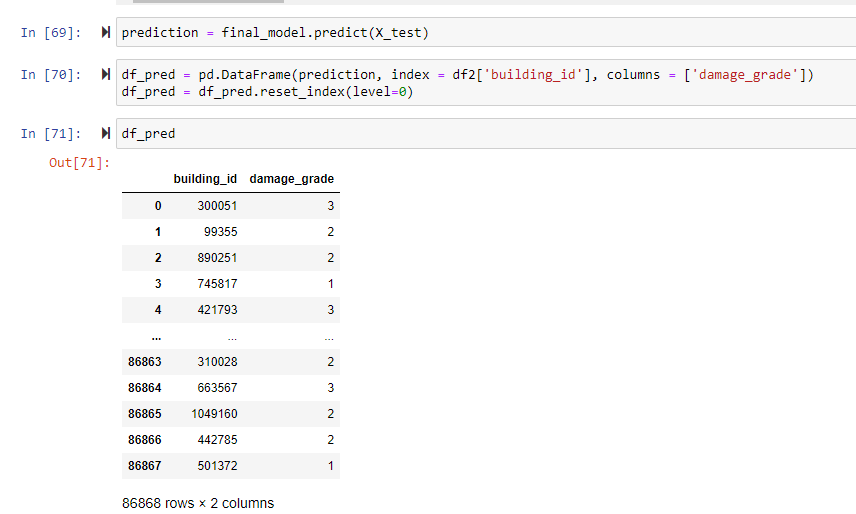 In [69]: prediction = final_model.predict(X_test)
In [70]: df_pred = pd.DataFrame(prediction, index = df2['building_id'], columns = ['damage_grade'])
df_pred = df_pred.reset_index(level=0)
In [71]: df_pred
Out[71]:
building_id damage_grade
0 300051 3
1 99355 2
2 890251 2
3 745817 1
4 421793 3
... ... ...
86863 310028 2
86864 663567 3
86865 1049160 2
86866 442785 2
86867 501372 1
86868 rows × 2 columns